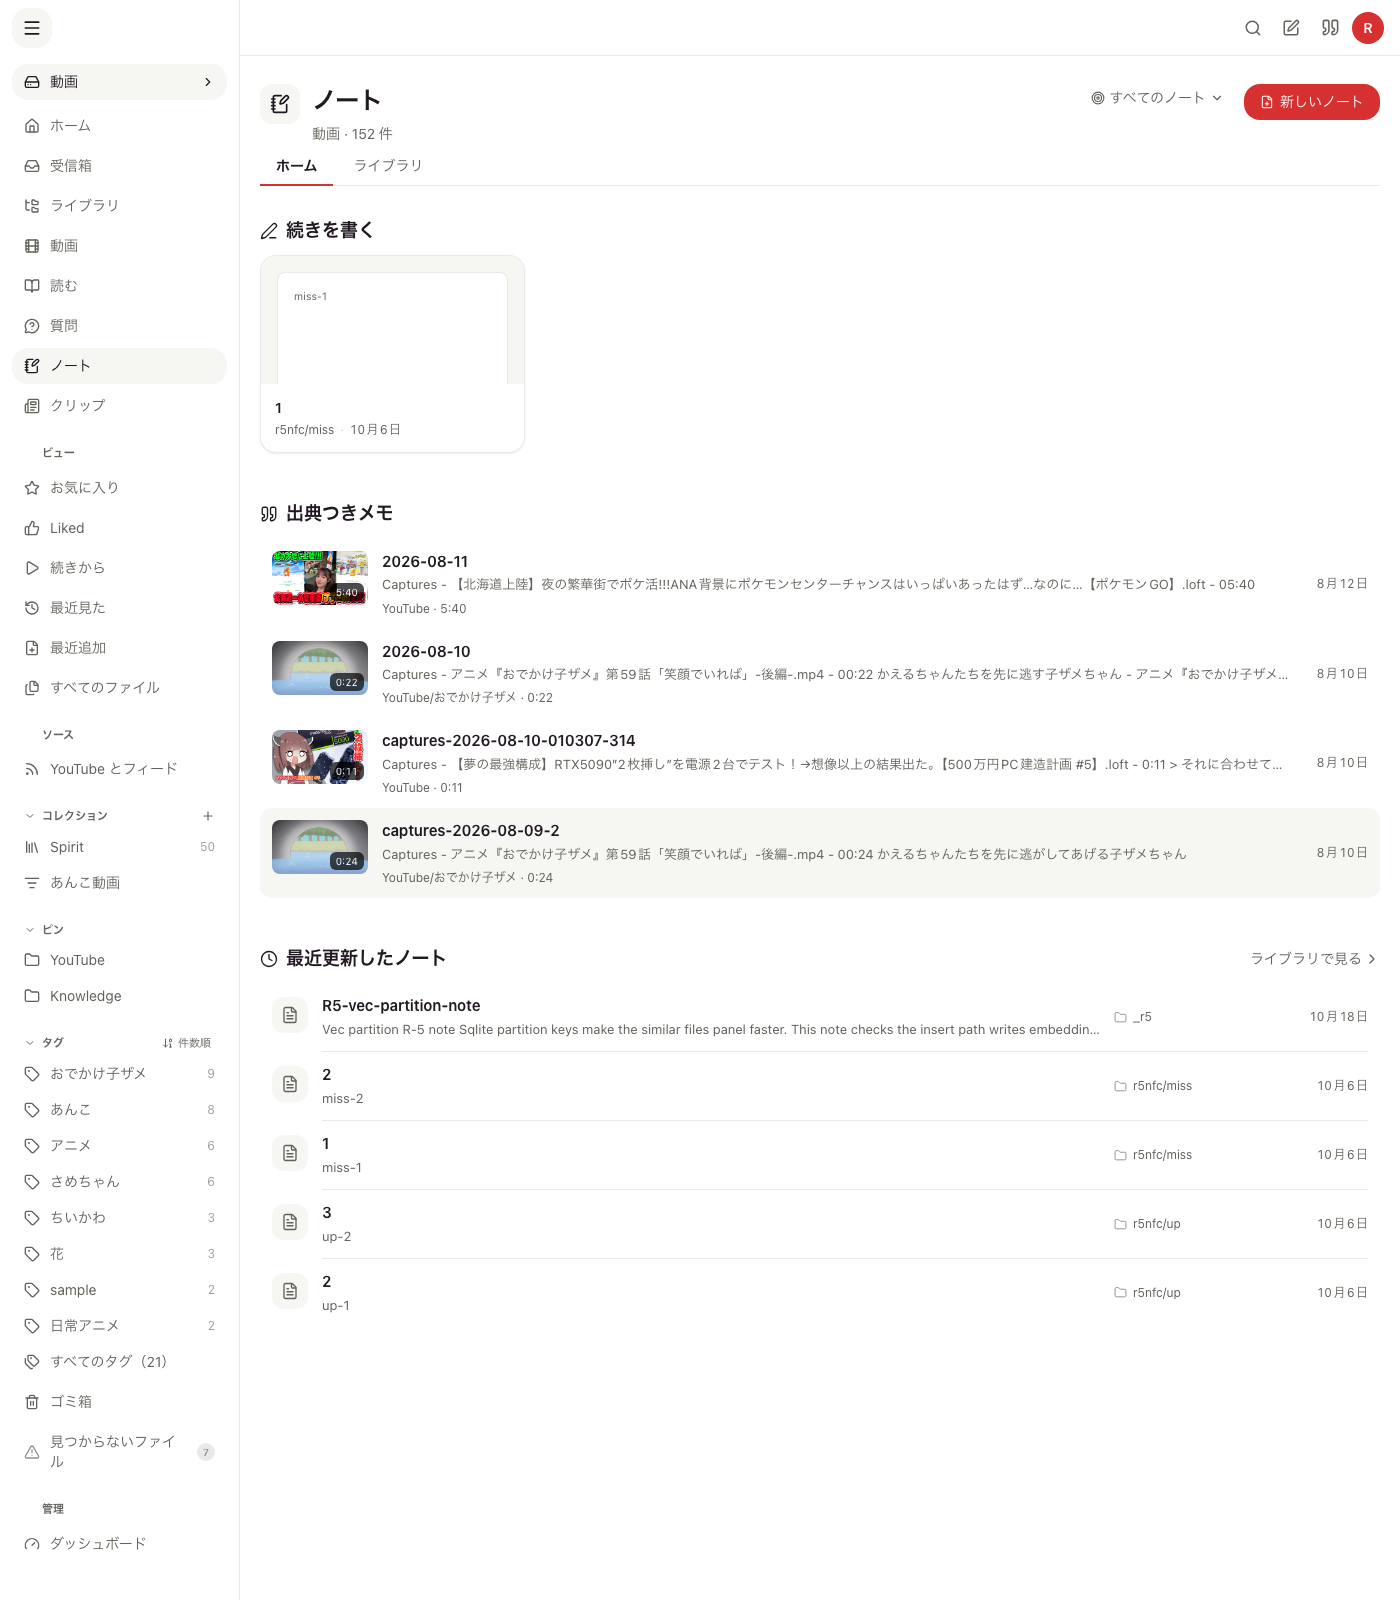 R
動画
ホーム
受信箱
ライブラリ
動画
読む
質問
ノート
クリップ
ビュー
お気に入り
Liked
続きから
最近見た
最近追加
すべてのファイル
ソース
YouTube とフィード
コレクション
Spirit 50
あんこ動画
ピン
YouTube
Knowledge
タグ 件数順
おでかけ子ザメ 9
あんこ 8
アニメ 6
さめちゃん 6
ちいかわ 3
花 3
sample 2
日常アニメ 2
すべてのタグ（21）
ゴミ箱
見つからないファイ
ル 7
管理
ダッシュボード
ノート
動画 · 152 件
すべてのノート
新しいノート
ホーム ライブラリ
続きを書く
miss-1
1
r5nfc/miss · 10月6日
出典つきメモ
5:40
2026-08-11
Captures - 【北海道上陸】夜の繁華街でポケ活!!!ANA背景にポケモンセンターチャンスはいっぱいあったはず...なのに...【ポケモンGO】.loft - 05:40
YouTube · 5:40
8月12日
0:22
2026-08-10
Captures - アニメ『おでかけ子ザメ』第59話「笑顔でいれば」-後編-.mp4 - 00:22 かえるちゃんたちを先に逃す子ザメちゃん - アニメ『おでかけ子ザメ...
YouTube/おでかけ子ザメ · 0:22
8月10日
0:11
captures-2026-08-10-010307-314
Captures - 【夢の最強構成】RTX5090”2枚挿し”を電源2台でテスト！→想像以上の結果出た。【500万円PC建造計画 #5】.loft - 0:11 > それに合わせて...
YouTube · 0:11
8月10日
0:24
captures-2026-08-09-2
Captures - アニメ『おでかけ子ザメ』第59話「笑顔でいれば」-後編-.mp4 - 00:24 かえるちゃんたちを先に逃がしてあげる子ザメちゃん
YouTube/おでかけ子ザメ · 0:24
8月10日
最近更新したノート
ライブラリで見る
R5-vec-partition-note
Vec partition R-5 note Sqlite partition keys make the similar files panel faster. This note checks the insert path writes embeddin...
_r5
10月18日
2
miss-2
r5nfc/miss
10月6日
1
miss-1
r5nfc/miss
10月6日
3
up-2
r5nfc/up
10月6日
2
up-1
r5nfc/up
10月6日